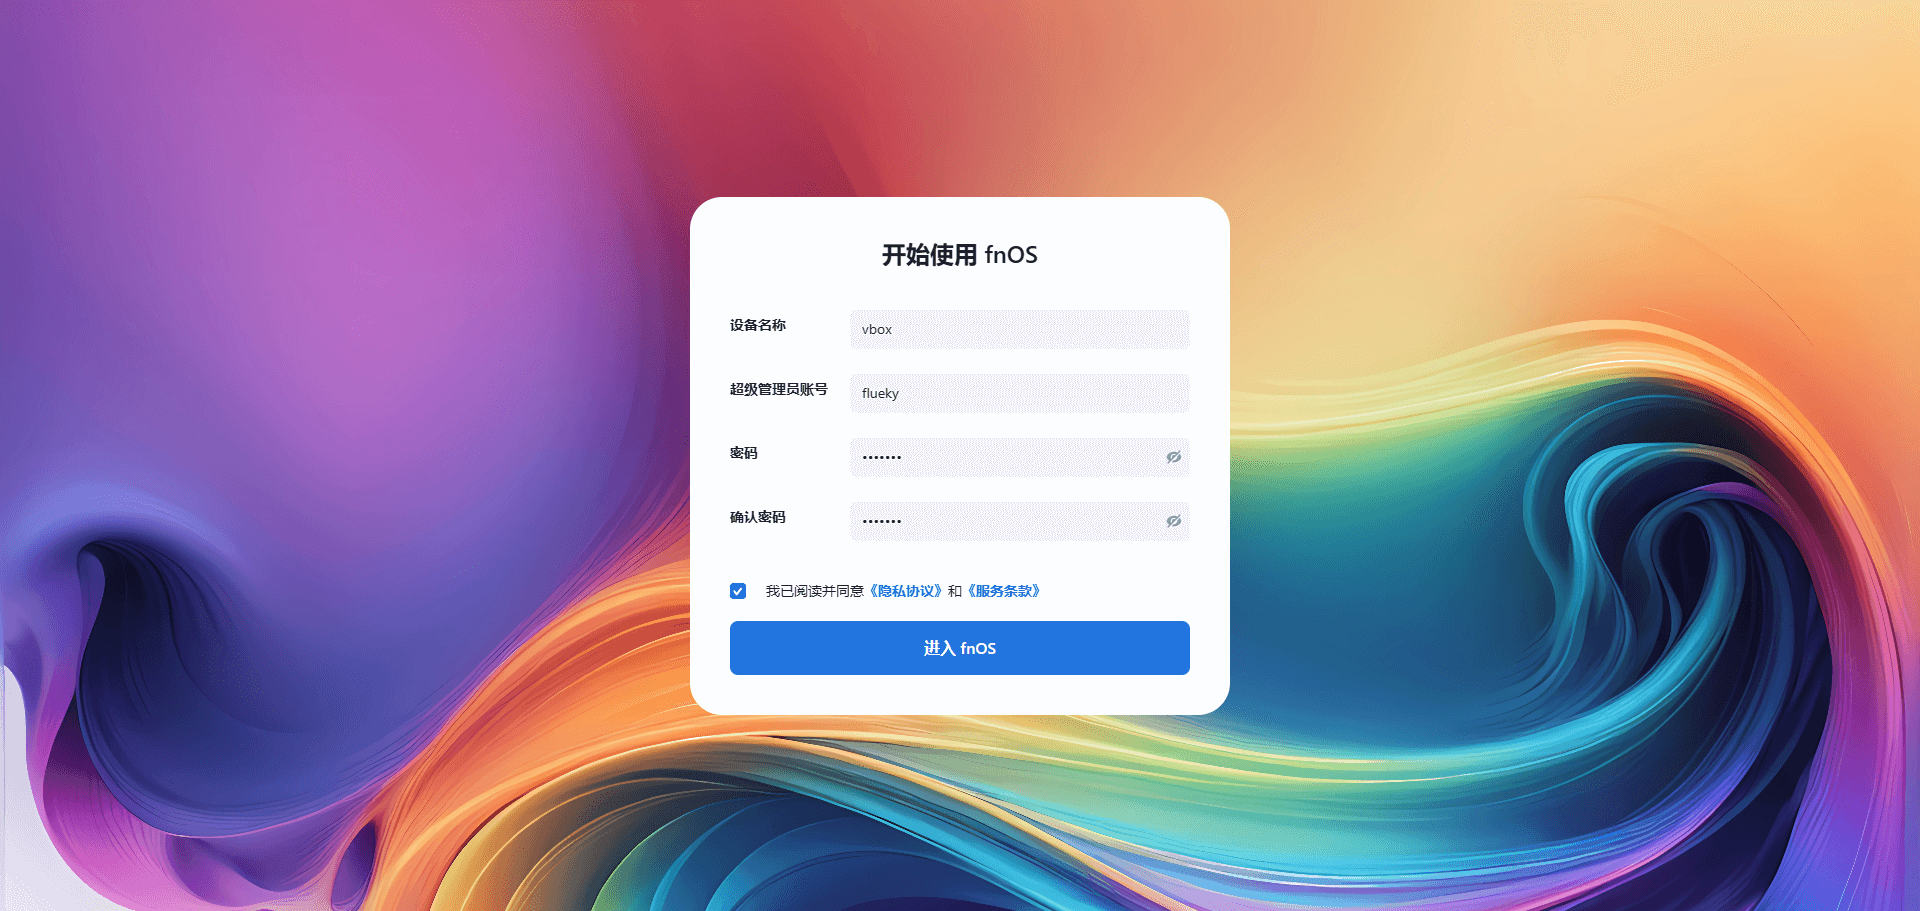 开始使用 fnOS
设备名称 vbox
超级管理员账号 flueky
密码 •••••••
确认密码 •••••••
我已阅读并同意《隐私协议》和《服务条款》
进入 fnOS